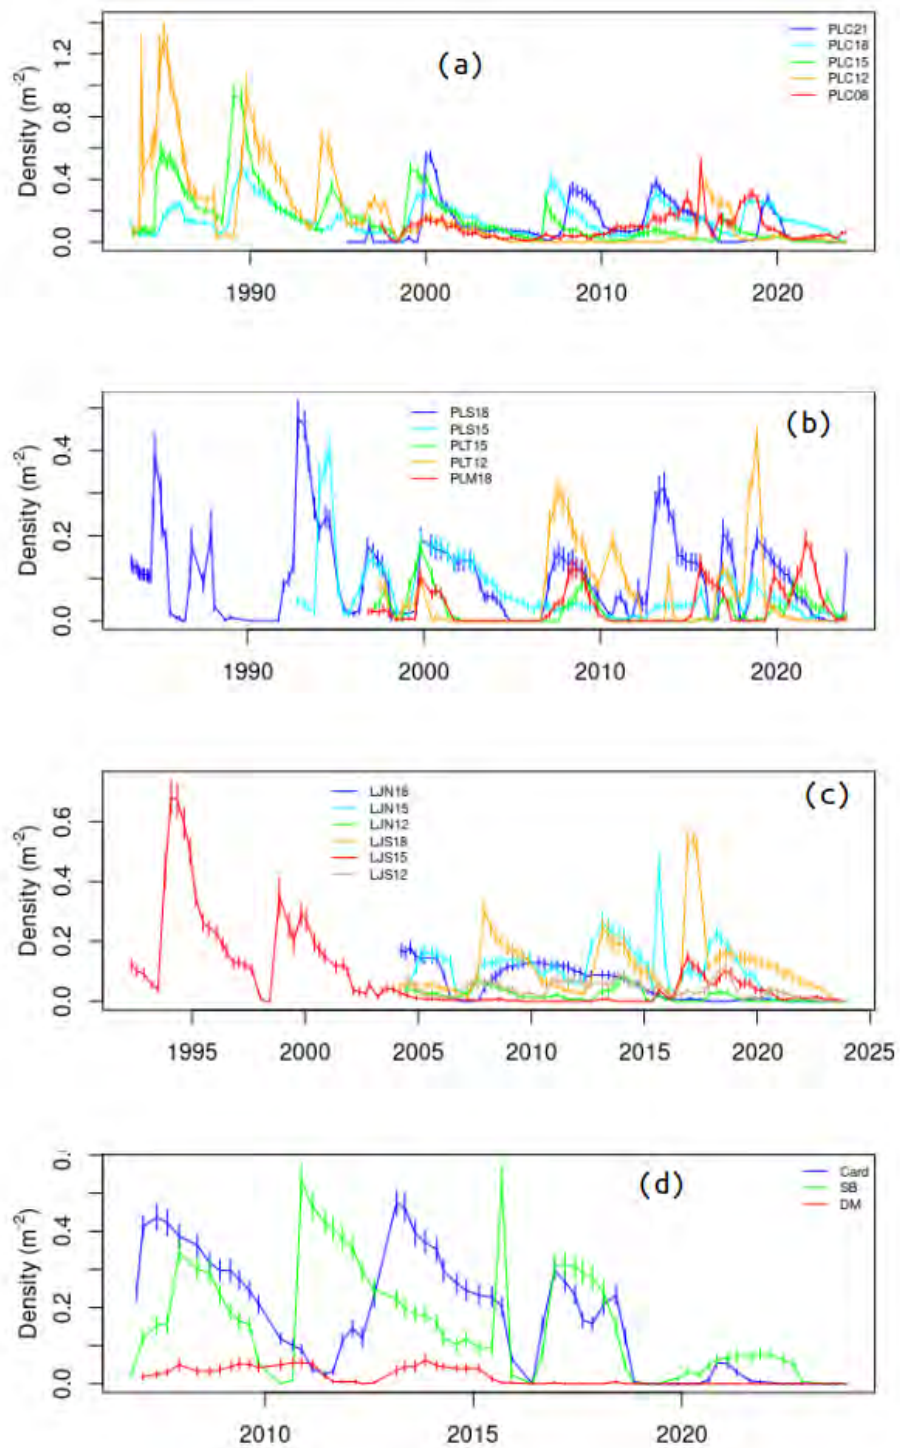 Density (m-2)
0.0
0.4
0.8
1.2
(a)
PLC21
PLC18
PLC15
PLC12
PLC08
1990
2000
2010
2020
Density (m-2)
0.0
0.2
0.4
PLS18
PLS15
PLT15
PLT12
PLM18
(b)
1990
2000
2010
2020
Density (m-2)
0.0
0.2
0.4
0.6
LJN18
LJN15
LJN12
LJS18
LJS15
LJS12
(c)
1995
2000
2005
2010
2015
2020
2025
Density (m-2)
0.0
0.2
0.4
(d)
Card
SB
DM
2010
2015
2020